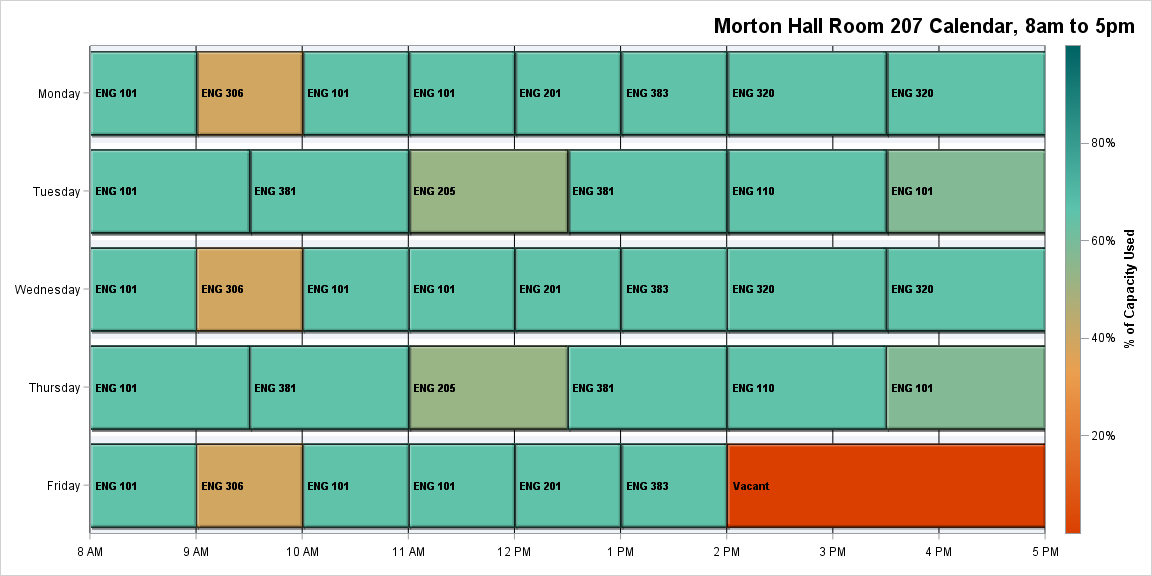 Morton Hall Room 207 Calendar, 8am to 5pm
Monday ENG 101 ENG 306 ENG 101 ENG 101 ENG 201 ENG 383 ENG 320 ENG 320
80%
Tuesday ENG 101 ENG 381 ENG 205 ENG 381 ENG 110 ENG 101
60%
Wednesday ENG 101 ENG 306 ENG 101 ENG 101 ENG 201 ENG 383 ENG 320 ENG 320
% of Capacity Used
40%
Thursday ENG 101 ENG 381 ENG 205 ENG 381 ENG 110 ENG 101
20%
Friday ENG 101 ENG 306 ENG 101 ENG 101 ENG 201 ENG 383 Vacant
8 AM 9 AM 10 AM 11 AM 12 PM 1 PM 2 PM 3 PM 4 PM 5 PM